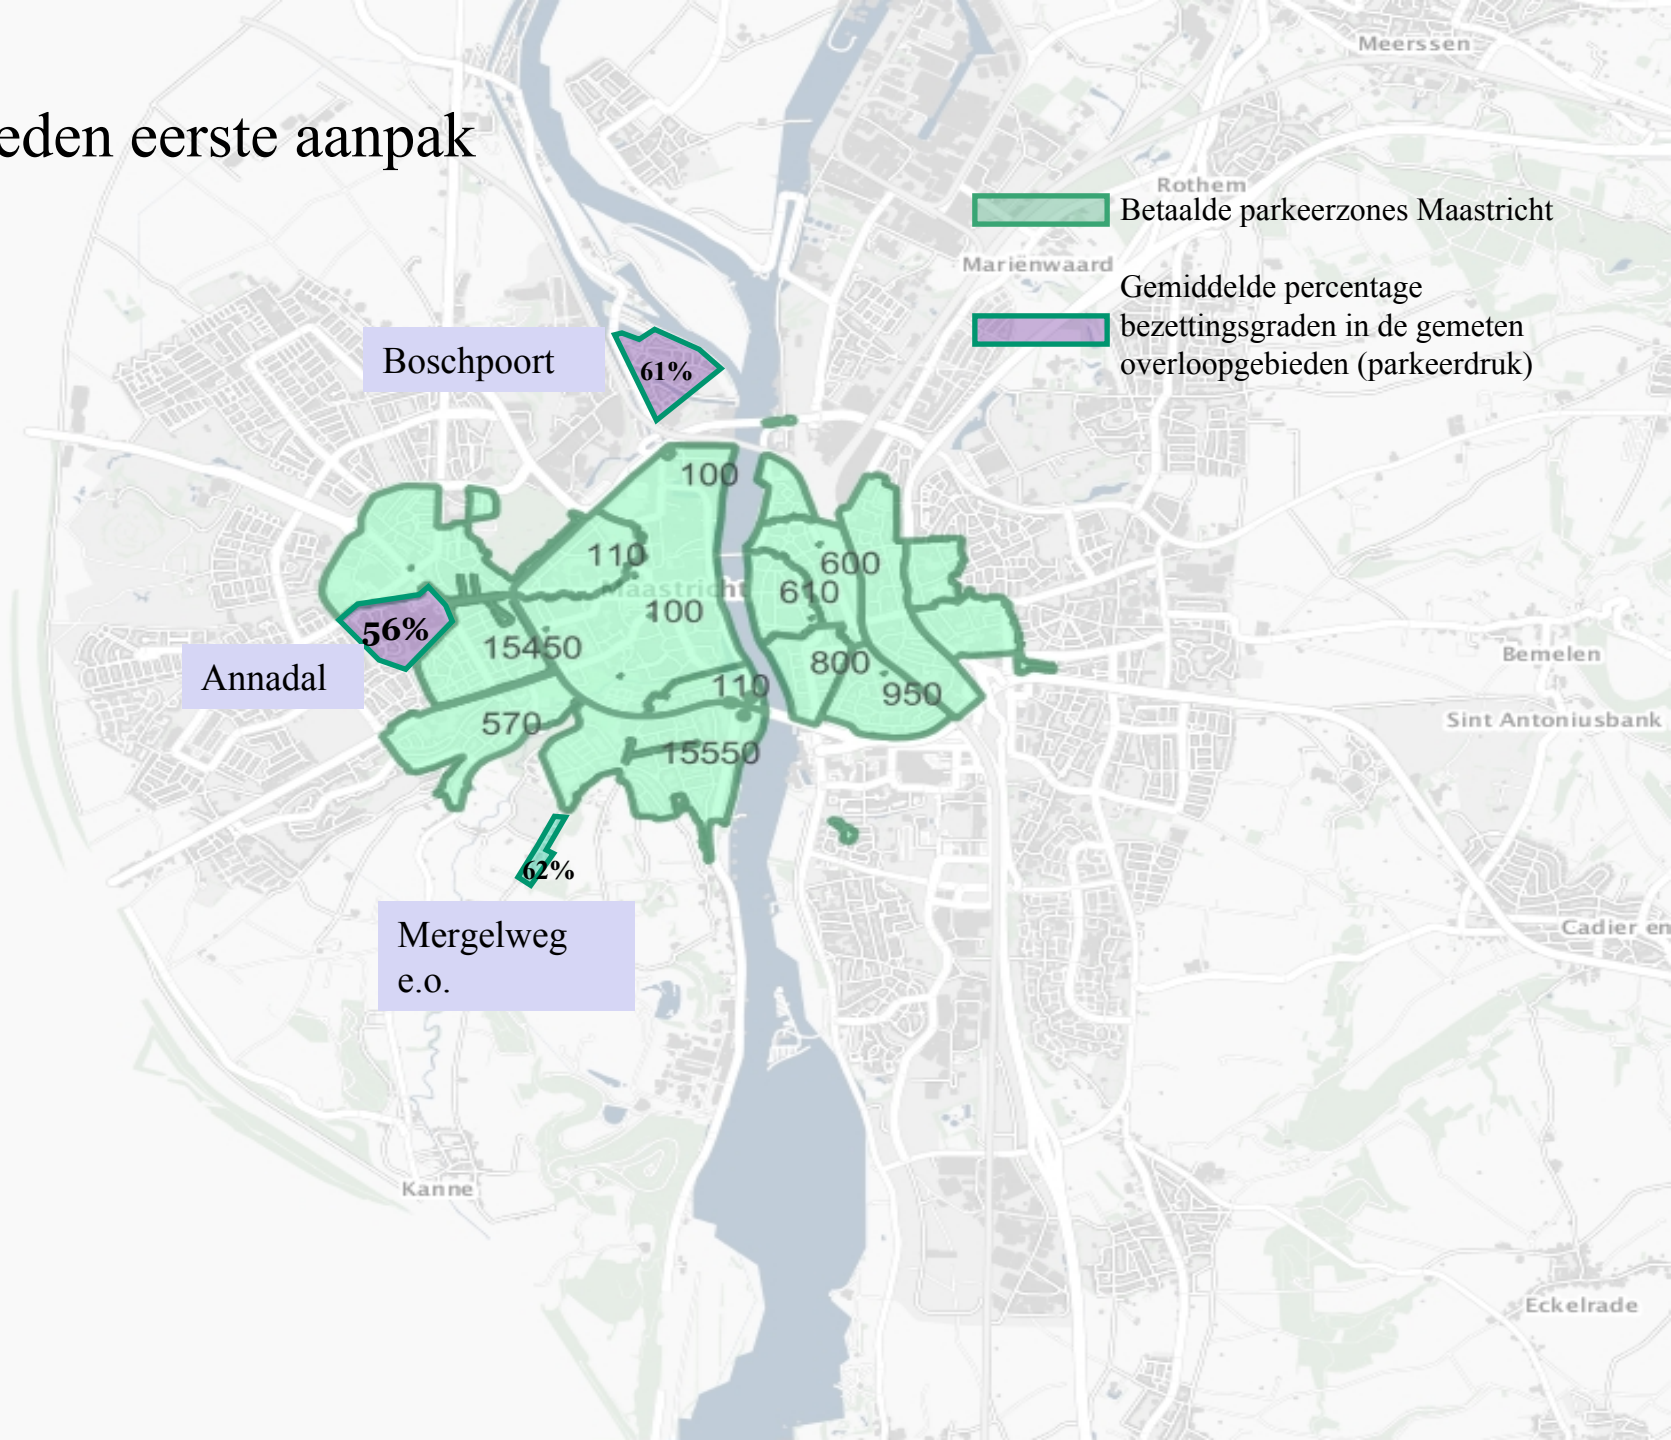 Meerssen
eden eerste aanpak
Rothem
Betaalde parkeerzones Maastricht
Mariënwaard
Gemiddelde percentage
bezettingsgraden in de gemeten
overloopgebieden (parkeerdruk)
Boschpoort
61%
100
110
600
Maastricht
610
100
56%
15450
Annadal
800
110
950
Bemelen
570
Sint Antoniusbank
15550
62%
Mergelweg
e.o.
Cadier en
Kanne
Eckelrade